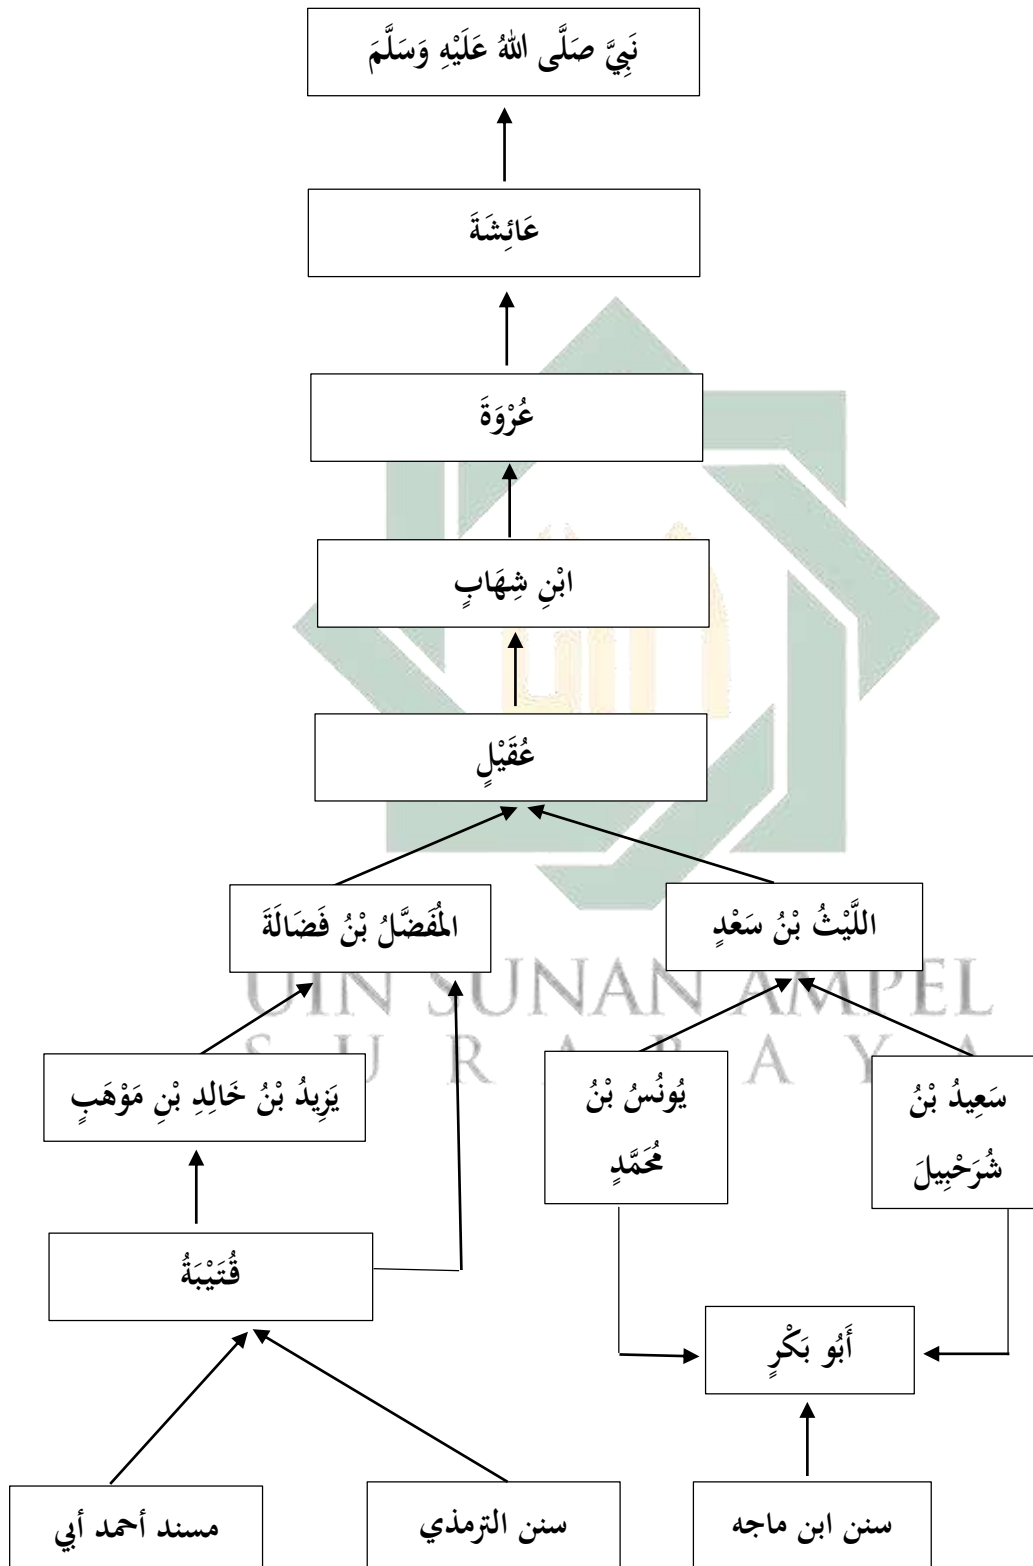 نَبِيَّ صَلَّى اللهُ عَلَيْهِ وَسَلَّمَ
عَائِشَةَ
عُرْوَةَ
ابْنِ شِهَابٍ
عُقَيْلٍ
اللَّيْثُ بْنُ سَعْدٍ
المُفَضَّلُ بْنُ فَضَالَةَ
UIN SUNAN AMPEL
S U R A B A Y A
سَعِيدُ بْنُ
شُرَحْبِيلَ
يُونُسُ بْنُ
مُحَمَّدٍ
يَزِيدُ بْنُ خَالِدِ بْنِ مَوْهَبٍ
قُتَيْبَةُ
أَبُو بَكْرٍ
سنن ابن ماجه
سنن الترمذي
مسند أحمد أبي